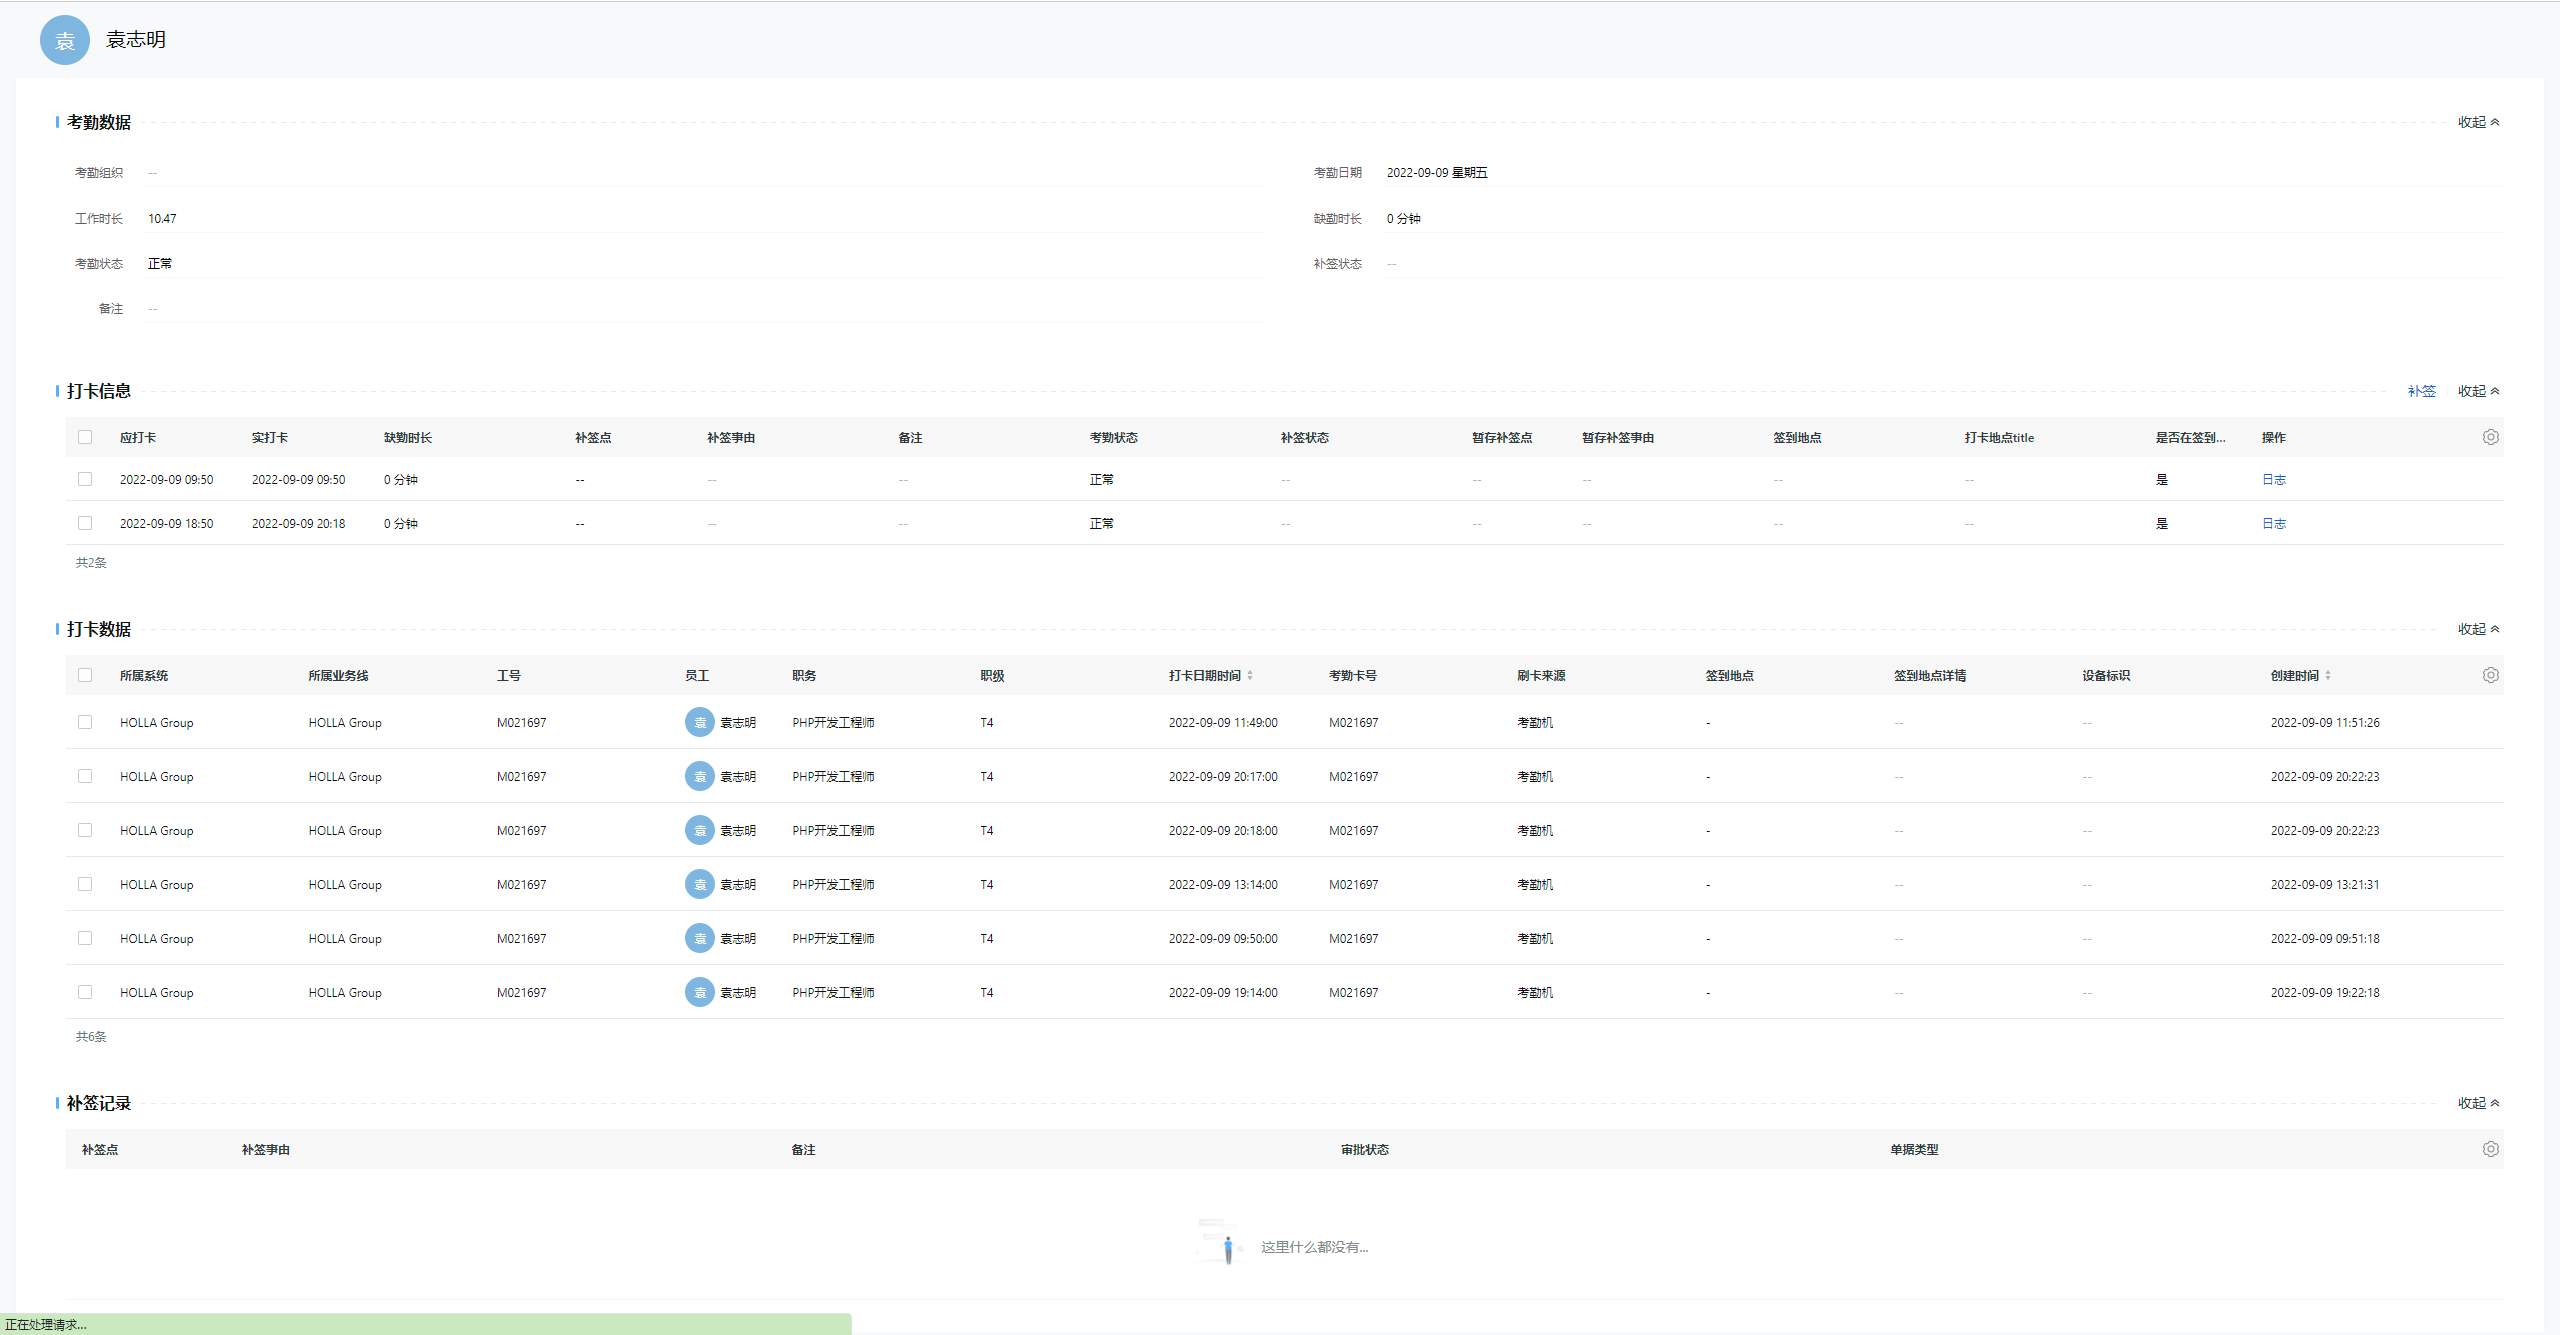 袁 袁志明
考勤数据 收起
考勤组织 -- 考勤日期 2022-09-09 星期五
工作时长 10.47 缺勤时长 0 分钟
考勤状态 正常 补签状态 --
备注 --
打卡信息 补签 收起
应打卡 实打卡 缺勤时长 补签点 补签事由 备注 考勤状态 补签状态 暂存补签点 暂存补签事由 签到地点 打卡地点title 是否在签到... 操作
2022-09-09 09:50 2022-09-09 09:50 0 分钟 -- -- -- 正常 -- -- -- -- -- 是 日志
2022-09-09 18:50 2022-09-09 20:18 0 分钟 -- -- -- 正常 -- -- -- -- -- 是 日志
共2条
打卡数据 收起
所属系统 所属业务线 工号 员工 职务 职级 打卡日期时间 考勤卡号 刷卡来源 签到地点 签到地点详情 设备标识 创建时间
HOLLA Group HOLLA Group M021697 袁 袁志明 PHP开发工程师 T4 2022-09-09 11:49:00 M021697 考勤机 - -- -- 2022-09-09 11:51:26
HOLLA Group HOLLA Group M021697 袁 袁志明 PHP开发工程师 T4 2022-09-09 20:17:00 M021697 考勤机 - -- -- 2022-09-09 20:22:23
HOLLA Group HOLLA Group M021697 袁 袁志明 PHP开发工程师 T4 2022-09-09 20:18:00 M021697 考勤机 - -- -- 2022-09-09 20:22:23
HOLLA Group HOLLA Group M021697 袁 袁志明 PHP开发工程师 T4 2022-09-09 13:14:00 M021697 考勤机 - -- -- 2022-09-09 13:21:31
HOLLA Group HOLLA Group M021697 袁 袁志明 PHP开发工程师 T4 2022-09-09 09:50:00 M021697 考勤机 - -- -- 2022-09-09 09:51:18
HOLLA Group HOLLA Group M021697 袁 袁志明 PHP开发工程师 T4 2022-09-09 19:14:00 M021697 考勤机 - -- -- 2022-09-09 19:22:18
共6条
补签记录 收起
补签点 补签事由 备注 审批状态 单据类型
这里什么都没有...
正在处理请求...